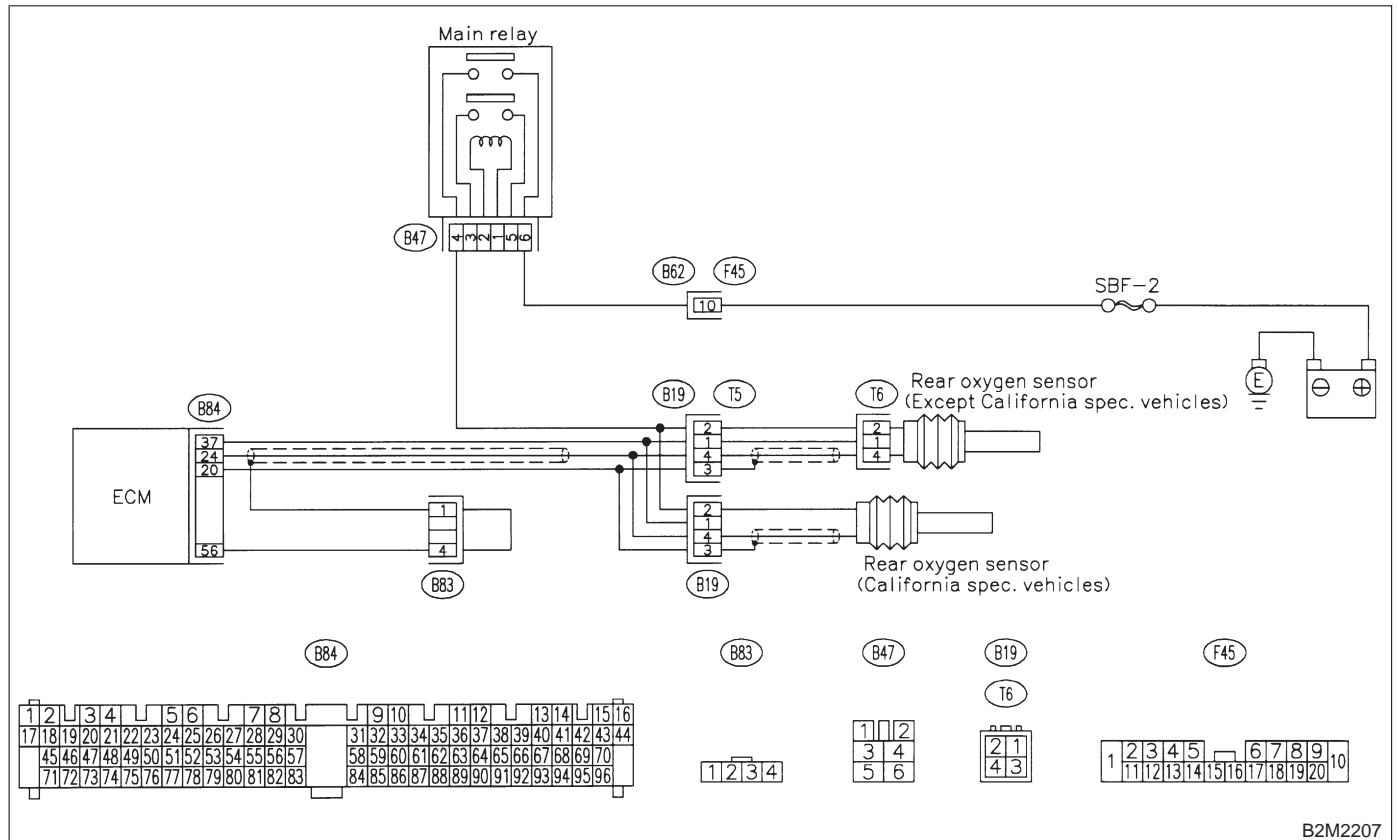 Main relay
B47
4 3 2 1 5 6
B62 F45
10
SBF-2
E
⊖ ⊕
B84
37
24
20
56
ECM
B83
1
4
B19 T5
2
1
4
3
T6
2
1
4
Rear oxygen sensor
(Except California spec. vehicles)
2
1
4
3
B19
Rear oxygen sensor
(California spec. vehicles)
B84
1 2 3 4 5 6 7 8 9 10 11 12 13 14 15 16
17 18 19 20 21 22 23 24 25 26 27 28 29 30 31 32 33 34 35 36 37 38 39 40 41 42 43 44
45 46 47 48 49 50 51 52 53 54 55 56 57 58 59 60 61 62 63 64 65 66 67 68 69 70
71 72 73 74 75 76 77 78 79 80 81 82 83 84 85 86 87 88 89 90 91 92 93 94 95 96
B83
1 2 3 4
B47
1 2
3 4
5 6
B19
T6
2 1
4 3
F45
1 2 3 4 5 6 7 8 9 10
11 12 13 14 15 16 17 18 19 20
B2M2207